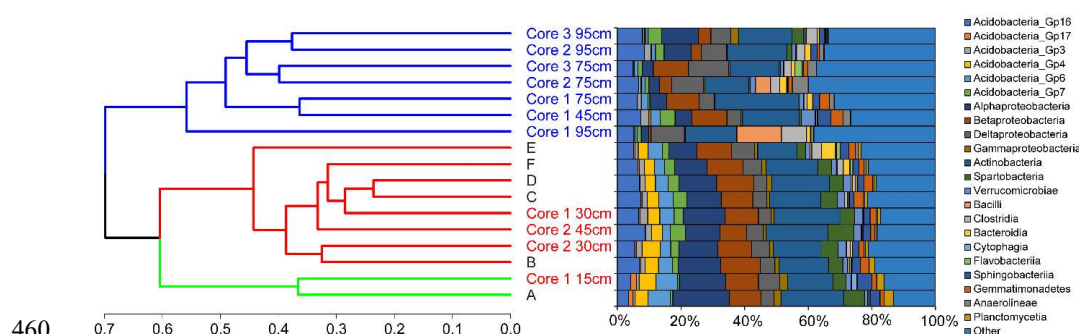 Core 3 95cm
Core 2 95cm
Core 3 75cm
Core 2 75cm
Core 1 75cm
Core 1 45cm
Core 1 95cm
E
F
D
C
Core 1 30cm
Core 2 45cm
Core 2 30cm
B
Core 1 15cm
A
460
0.7 0.6 0.5 0.4 0.3 0.2 0.1 0.0
0% 20% 40% 60% 80% 100%
Acidobacteria_Gp16
Acidobacteria_Gp17
Acidobacteria_Gp3
Acidobacteria_Gp4
Acidobacteria_Gp6
Acidobacteria_Gp7
Alphaproteobacteria
Betaproteobacteria
Deltaproteobacteria
Gammaproteobacteria
Actinobacteria
Spartobacteria
Verrucomicrobiae
Bacilli
Clostridia
Bacteroidia
Cytophagia
Flavobacteriia
Sphingobacteriia
Gemmatimonadetes
Anaerolineae
Planctomycetia
Other